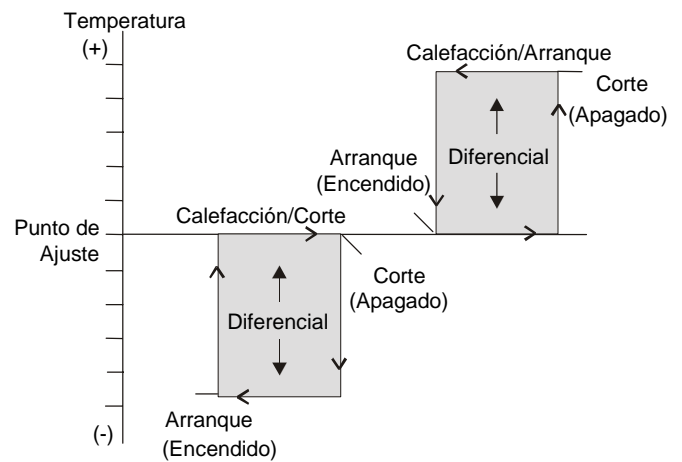 Temperatura
(+)
Calefacción/Arranque
Corte
(Apagado)
Arranque
(Encendido)
Diferencial
Punto de
Ajuste
Calefacción/Corte
Corte
(Apagado)
Diferencial
Arranque
(Encendido)
(-)